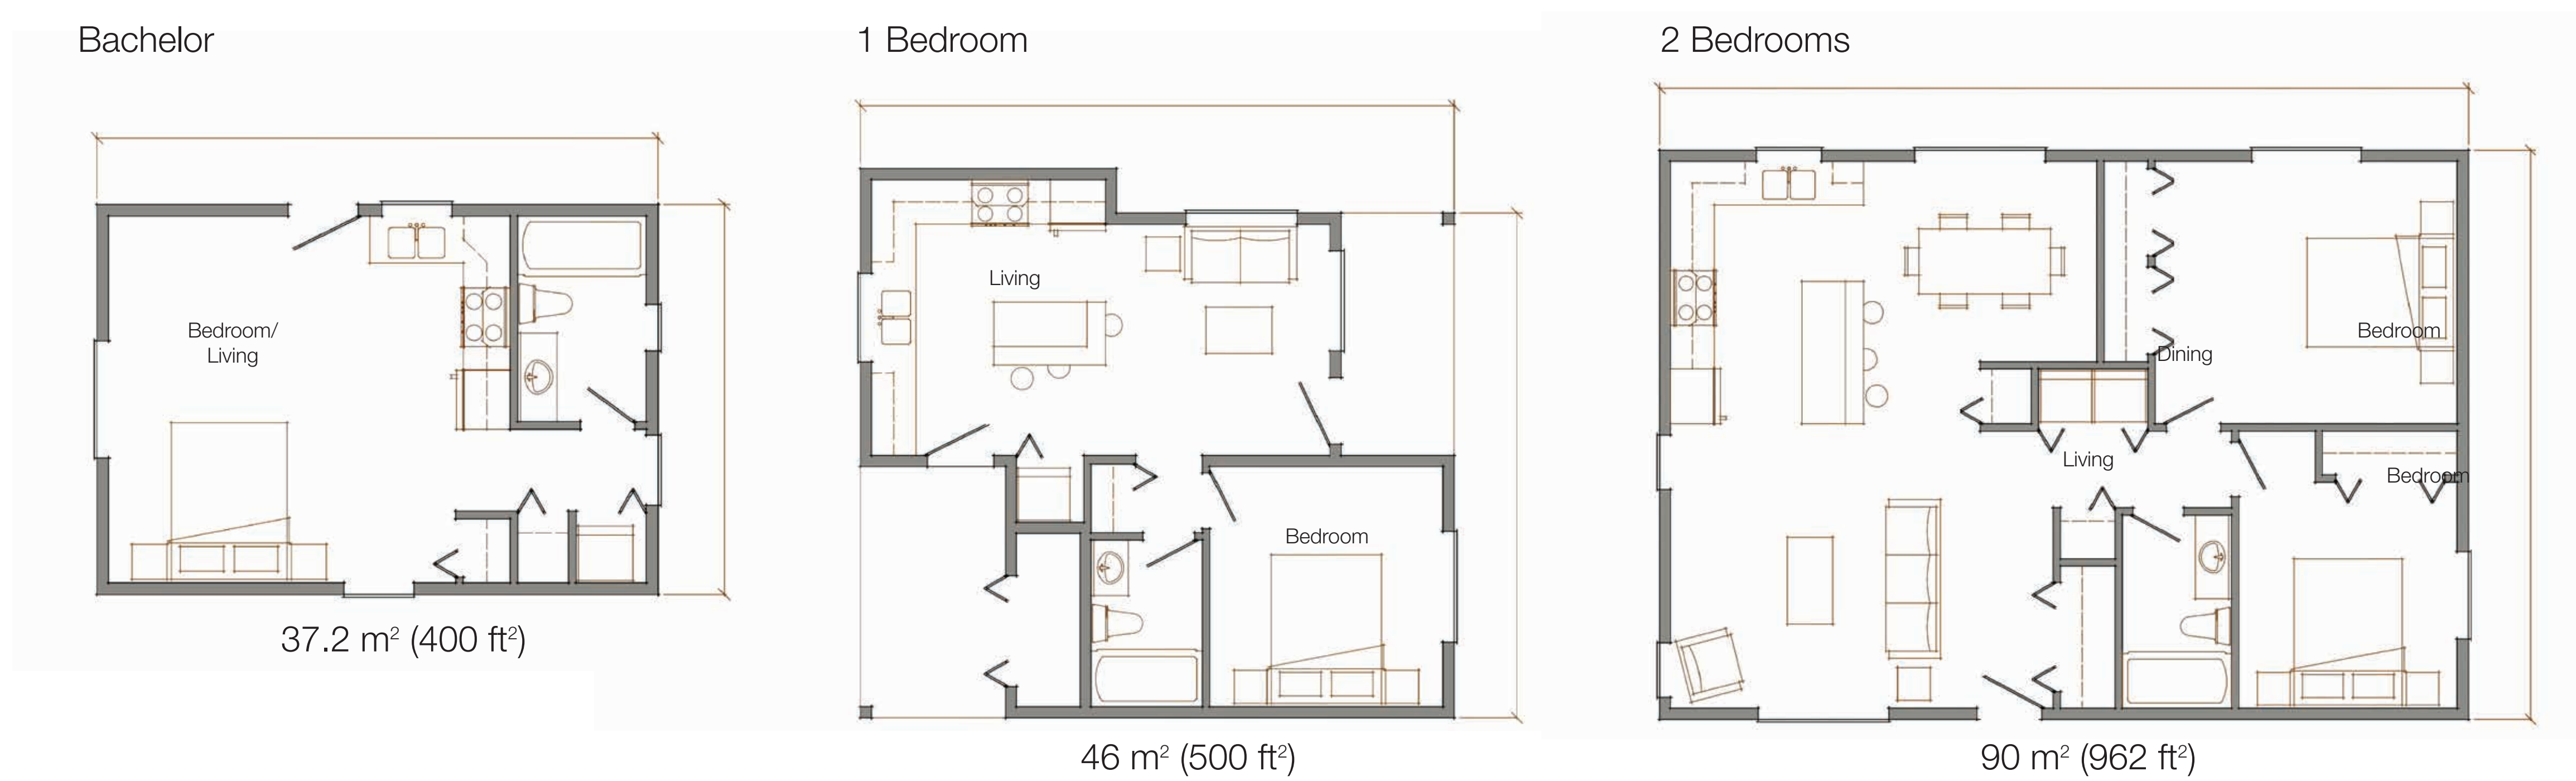 Bachelor
Bedroom/
Living
37.2 m² (400 ft²)
1 Bedroom
Living
Bedroom
46 m² (500 ft²)
2 Bedrooms
Bedroom
Dining
Living
Bedroom
90 m² (962 ft²)